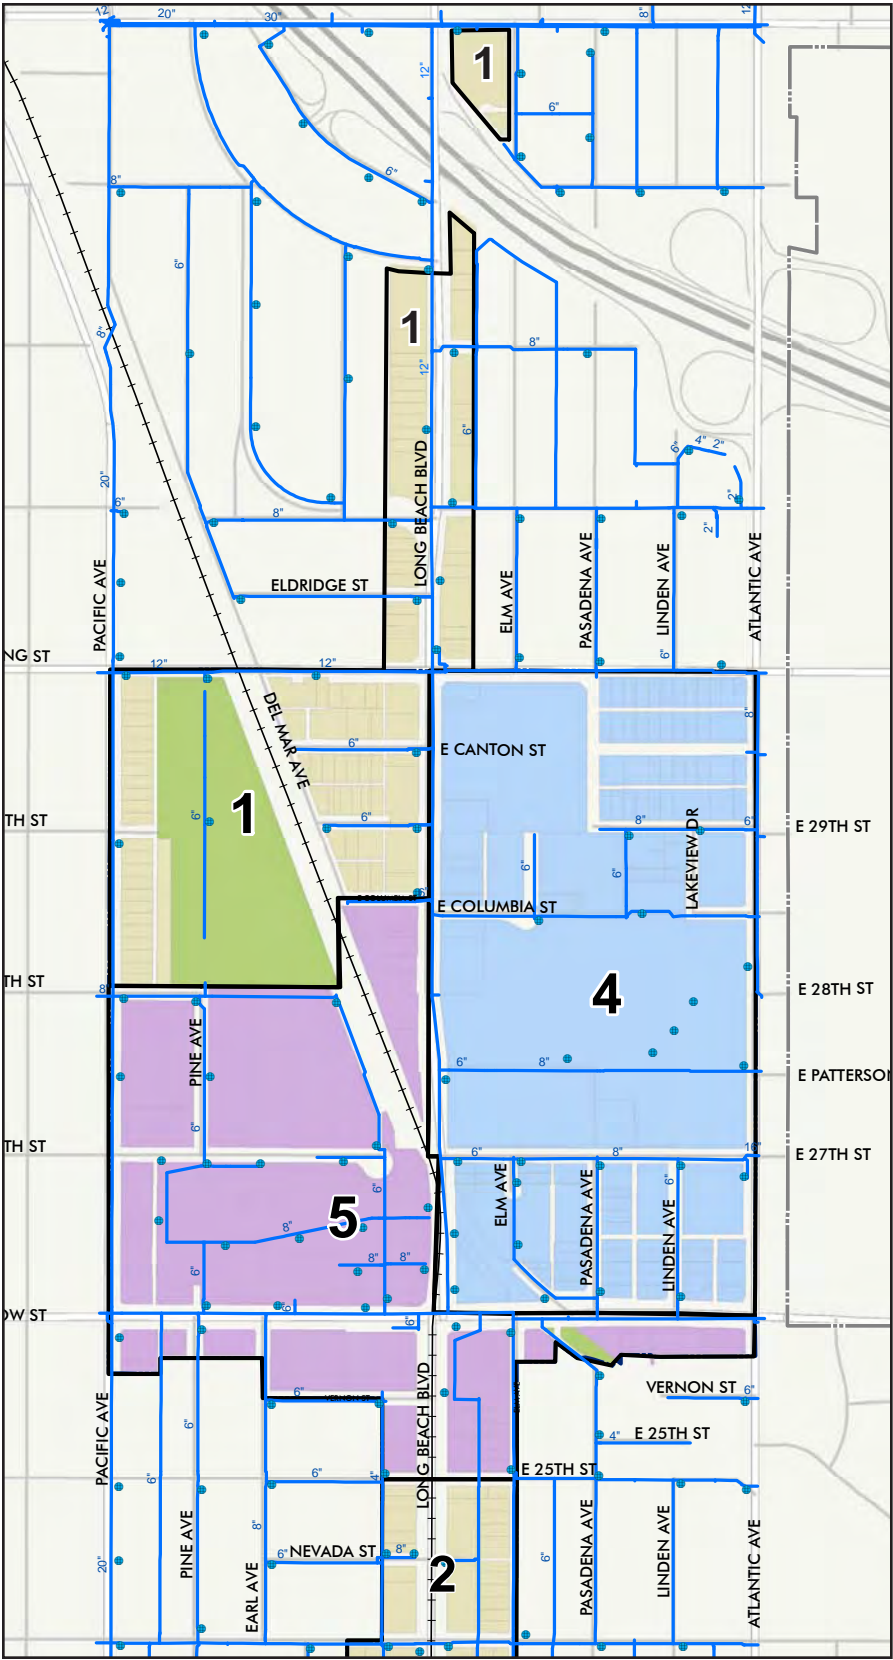 12"
20"
30"
8"
12"
12"
1
6"
6"
8"
6"
8"
1
12"
8"
6"
6"
4"
2"
20"
6"
8"
2"
2"
LONG BEACH BLVD
PACIFIC AVE
ELDRIDGE ST
ELM AVE
PASADENA AVE
LINDEN AVE
ATLANTIC AVE
6"
NG ST
12"
12"
DEL MAR AVE
8"
6"
E CANTON ST
1
6"
6"
TH ST
8"
6"
LAKEVIEW DR
E 29TH ST
6"
6"
E COLUMBIA ST
E COLUMBIA ST
TH ST
8"
4
E 28TH ST
PINE AVE
6"
8"
E PATTERSON
6"
TH ST
6"
8"
16"
E 27TH ST
6"
ELM AVE
PASADENA AVE
LINDEN AVE
6"
5
8"
8"
8"
6"
6"
OW ST
6"
PACIFIC AVE
LONG BEACH BLVD
VERNON ST
6"
6"
VERNON ST
6"
4"
E 25TH ST
E 25TH ST
6"
6"
4"
PINE AVE
8"
6"
NEVADA ST
8"
2
6"
20"
EARL AVE
PASADENA AVE
LINDEN AVE
ATLANTIC AVE